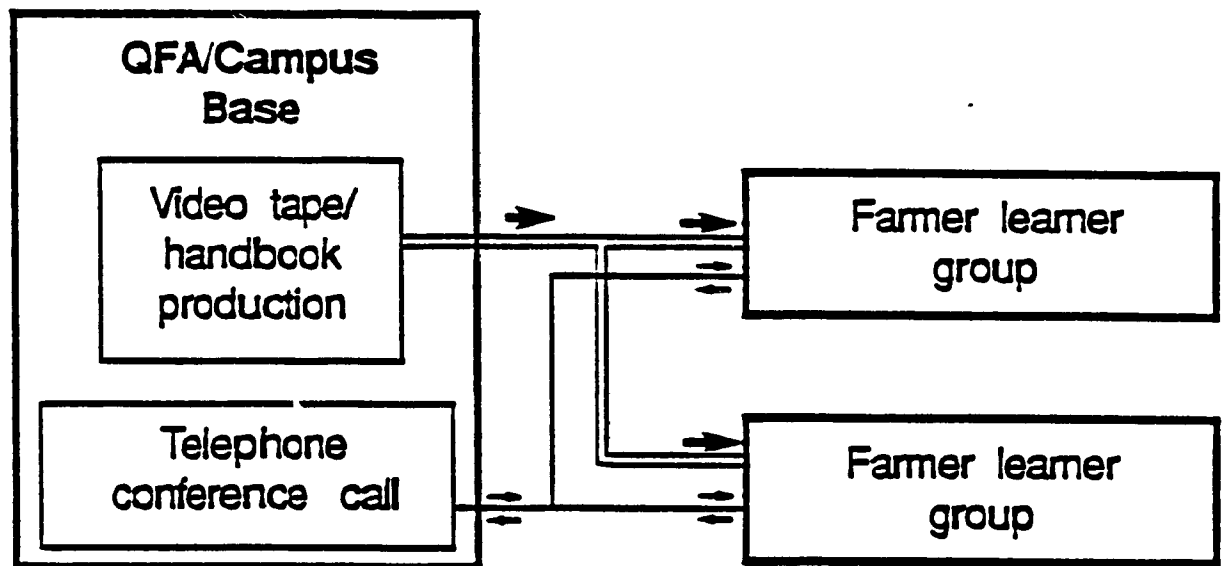 QFA/Campus
Base
Video tape/
handbook
production
Telephone
conference call
Farmer learner
group
Farmer learner
group